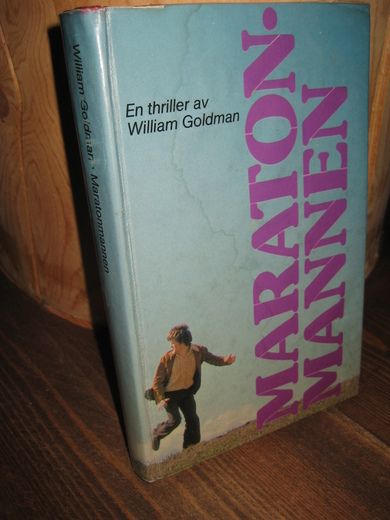 William Goldman · Maratonmannen
En thriller av
William Goldman
MARATON-
MANNEN